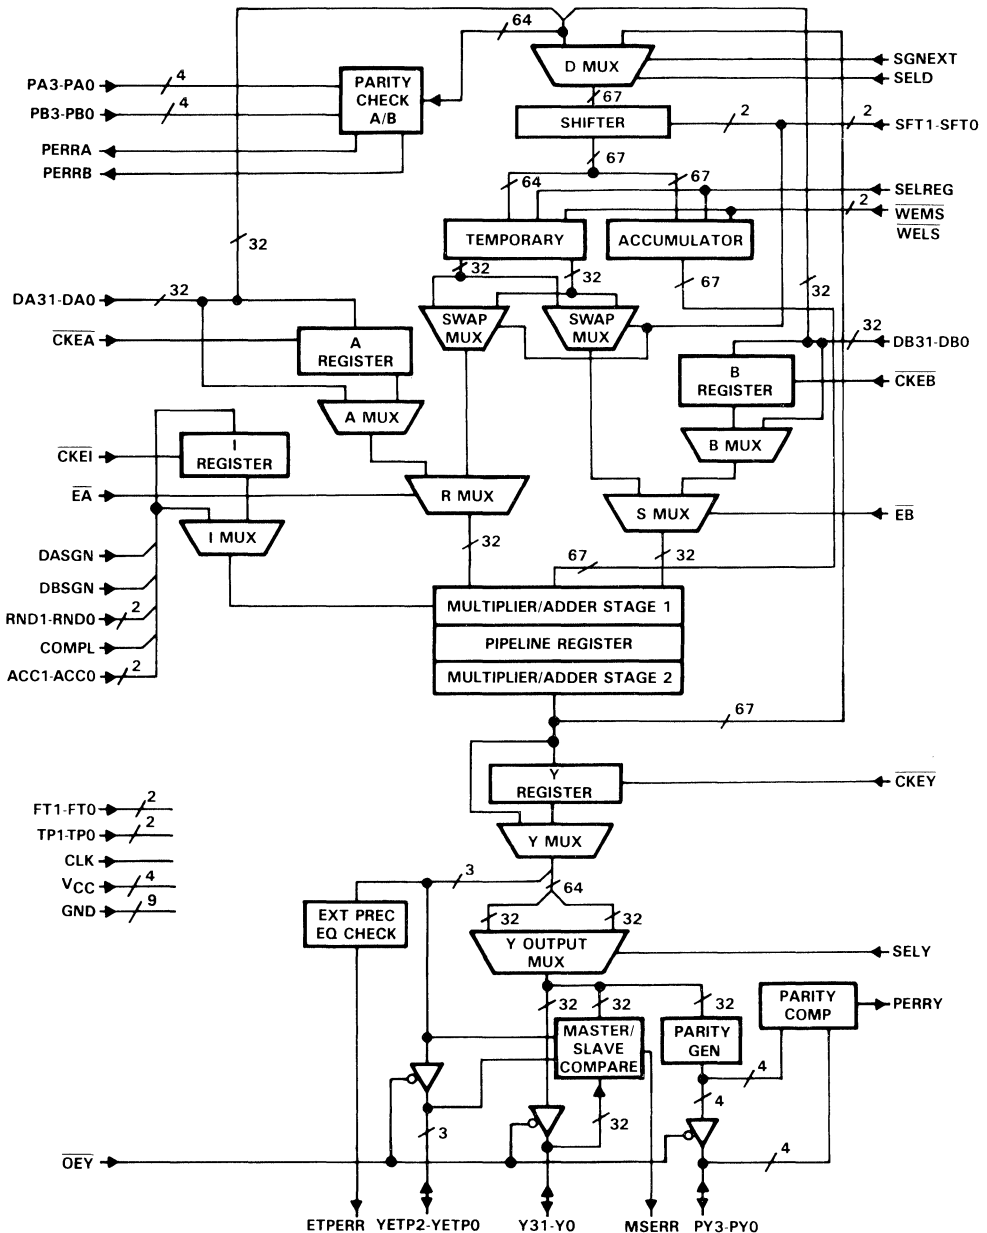 64
D MUX
SGNEXT
SELD
PA3-PA0
4
PARITY
CHECK
A/B
67
PB3-PB0
4
SHIFTER
2
2
SFT1-SFT0
PERRA
PERRB
67
64
67
SELREG
2
WEMS
WELS
TEMPORARY
ACCUMULATOR
32
32
32
67
32
DA31-DA0
32
SWAP
MUX
SWAP
MUX
32
DB31-DB0
CKEA
A
REGISTER
B
REGISTER
CKEB
A MUX
B MUX
CKEI
I
REGISTER
EA
R MUX
S MUX
EB
I MUX
32
67
32
DASGN
DBSGN
RND1-RND0
2
COMPL
ACC1-ACC0
2
MULTIPLIER/ADDER STAGE 1
PIPELINE REGISTER
MULTIPLIER/ADDER STAGE 2
67
Y
REGISTER
CKEY
FT1-FT0
2
TP1-TP0
2
CLK
VCC
4
GND
9
Y MUX
3
64
EXT PREC
EQ CHECK
32
32
Y OUTPUT
MUX
SELY
32
32
32
PARITY
COMP
PERRY
MASTER/
SLAVE
COMPARE
PARITY
GEN
4
4
3
32
OEY
4
ETPERR
YETP2-YETP0
Y31-Y0
MSERR
PY3-PY0